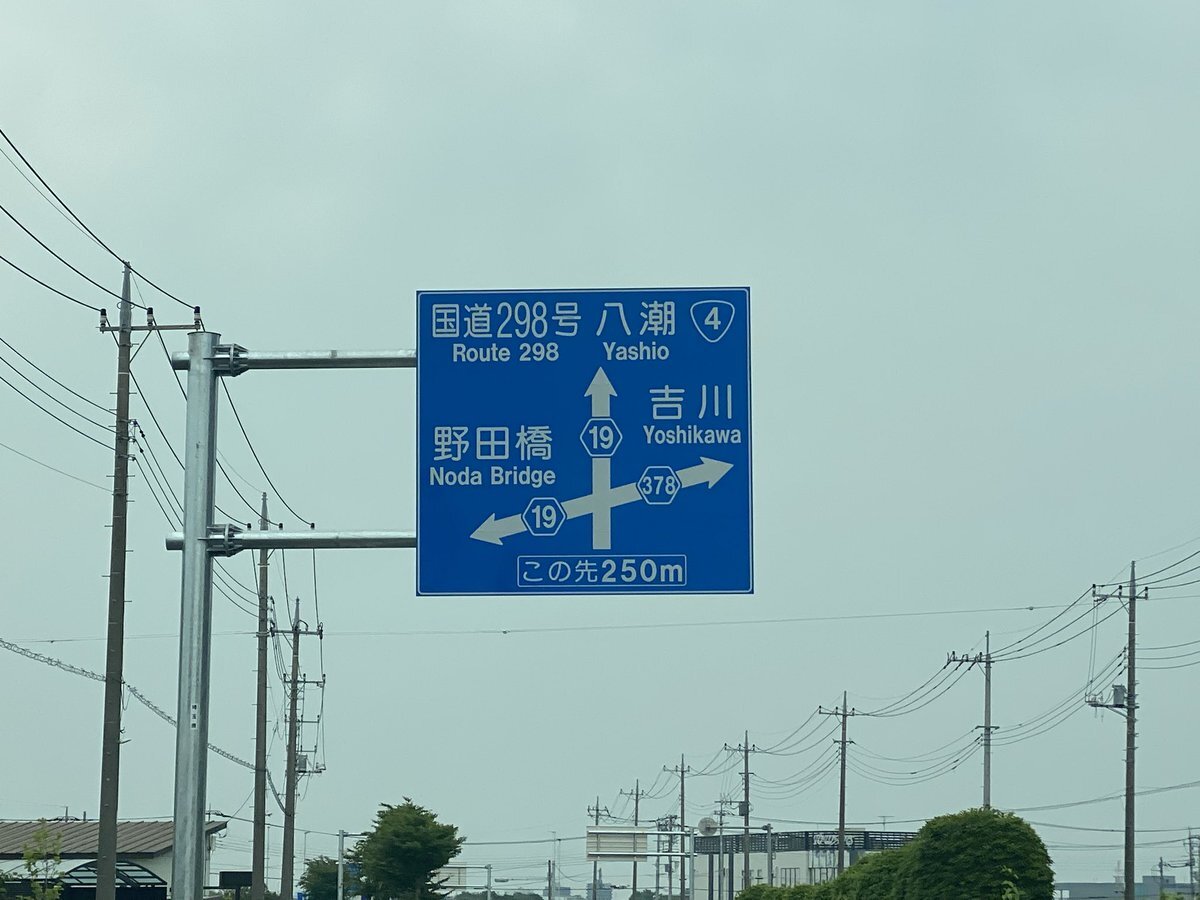 国道298号 八潮 4
Route 298 Yashio
吉川
Yoshikawa
19
野田橋
Noda Bridge
378
19
この先250m